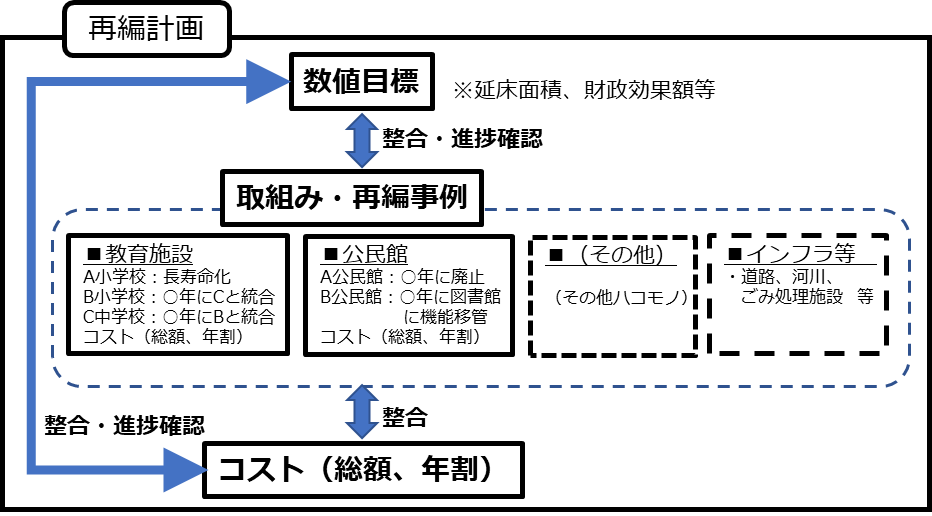 再編計画
数値目標
※延床面積、財政効果額等
整合・進捗確認
取組み・再編事例
■教育施設
A小学校：長寿命化
B小学校：○年にCと統合
C中学校：○年にBと統合
コスト（総額、年割）
■公民館
A公民館：○年に廃止
B公民館：○年に図書館
に機能移管
コスト（総額、年割）
■（その他）
（その他ハコモノ）
■インフラ等
・道路、河川、
ごみ処理施設　等
整合・進捗確認
整合
コスト（総額、年割）